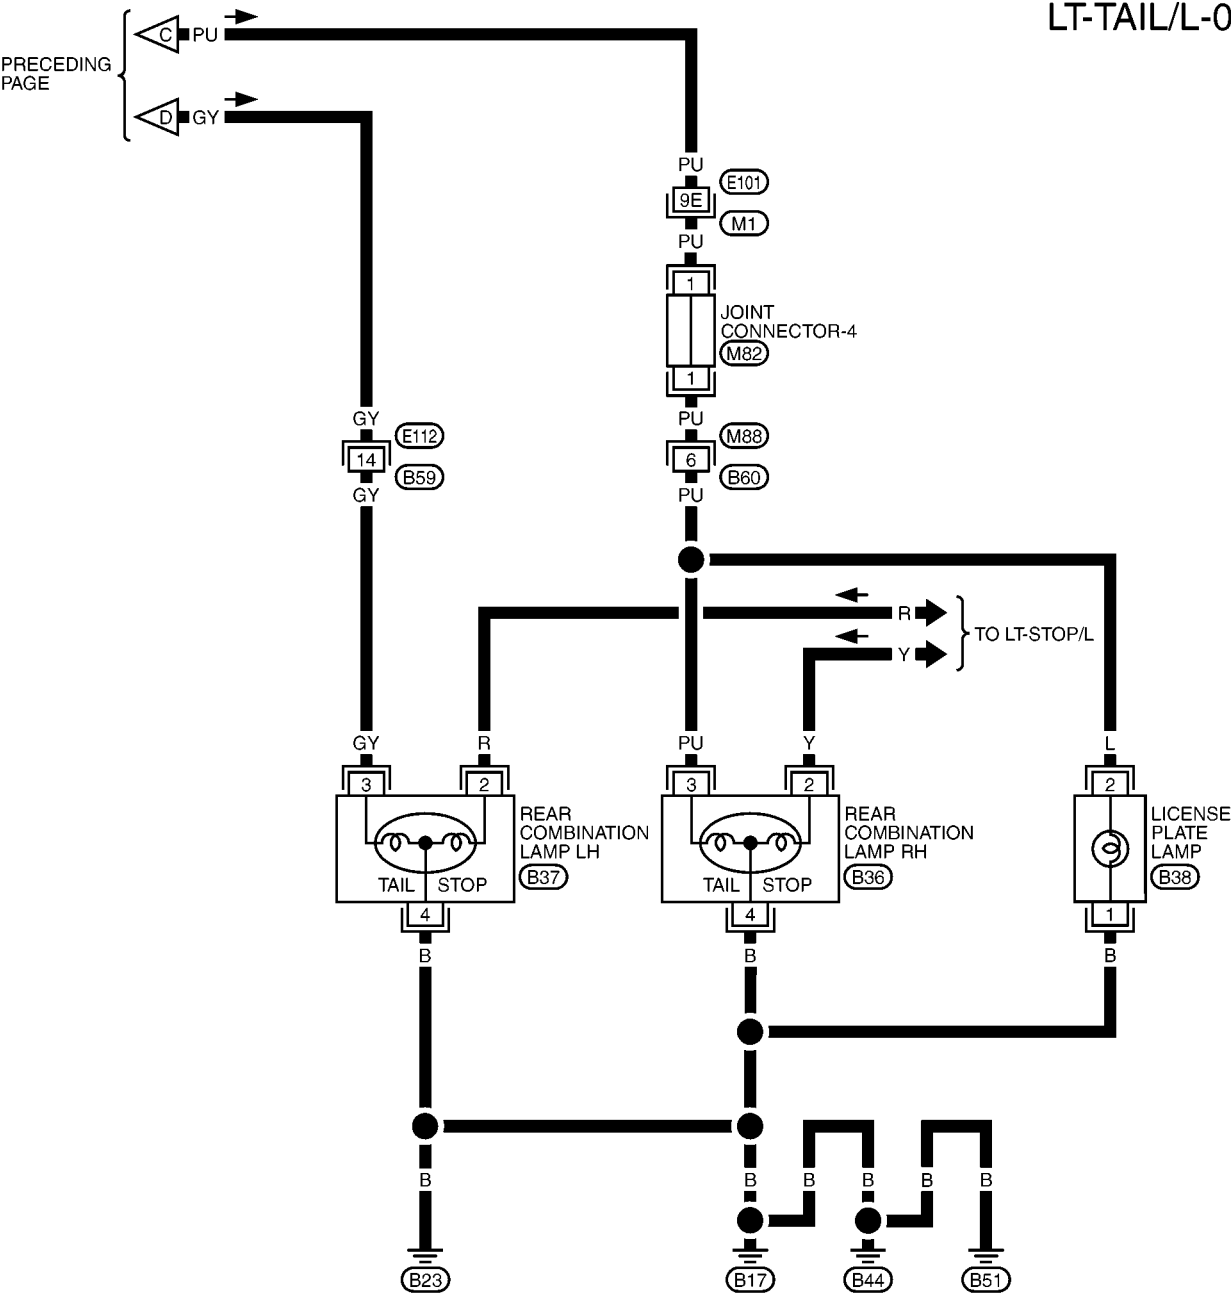 LT-TAIL/L-0
C PU
PRECEDING
PAGE
D GY
PU
E101
9E
M1
PU
1
JOINT
CONNECTOR-4
M82
1
GY
PU
E112
M88
14
6
B59
B60
GY
PU
R
TO LT-STOP/L
Y
GY
R
PU
Y
L
3
2
3
2
2
REAR
COMBINATION
LAMP LH
B37
REAR
COMBINATION
LAMP RH
B36
LICENSE
PLATE
LAMP
B38
TAIL STOP
TAIL STOP
4
4
1
B
B
B
B
B
B
B
B
B
B23
B17
B44
B51